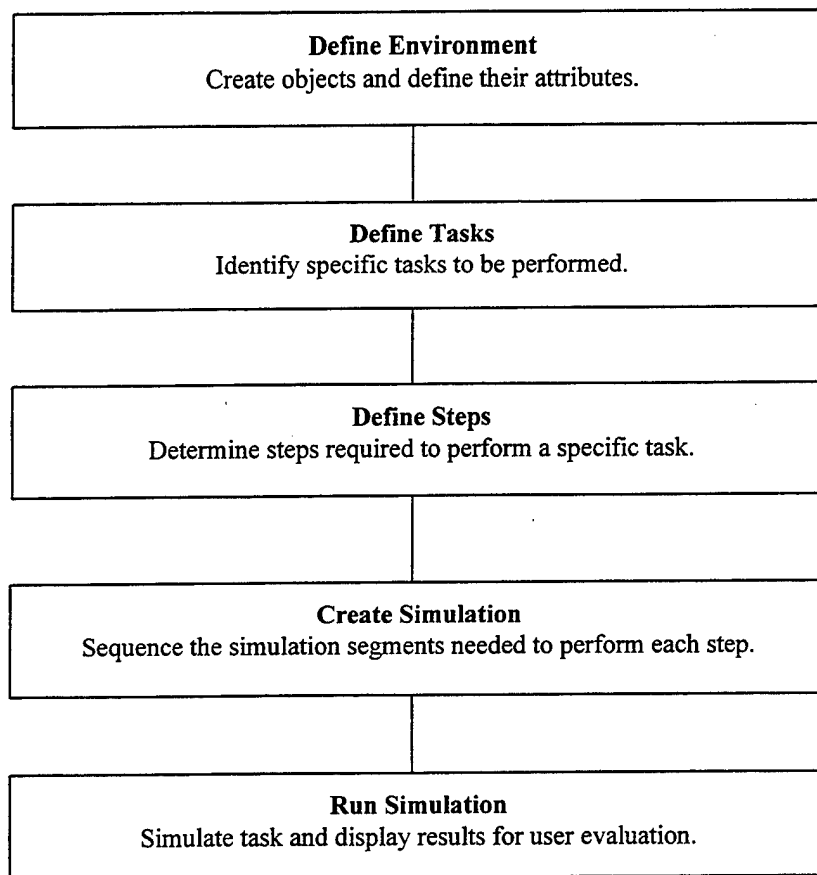 Define Environment
Create objects and define their attributes.
Define Tasks
Identify specific tasks to be performed.
Define Steps
Determine steps required to perform a specific task.
Create Simulation
Sequence the simulation segments needed to perform each step.
Run Simulation
Simulate task and display results for user evaluation.